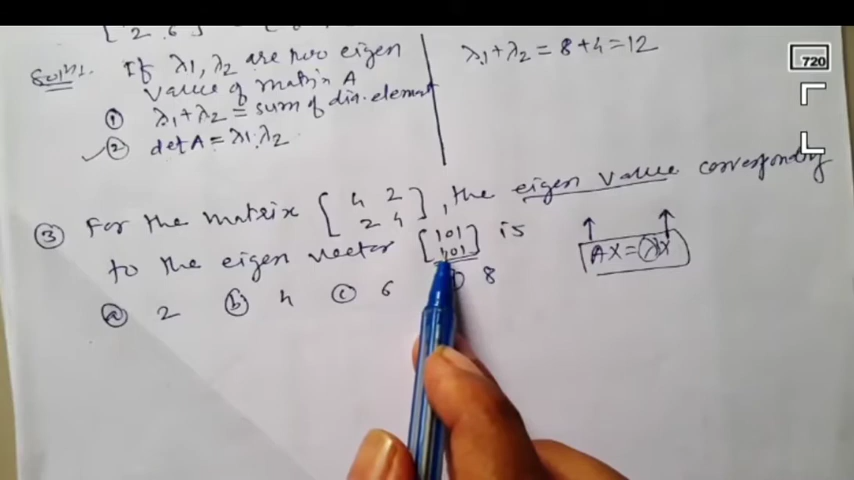 [ 2 6 ]
Soln. If λ1, λ2 are two eigen
value of matrix A
① λ1+λ2 = sum of dia. element
② det A = λ1.λ2
λ1+λ2 = 8+4 = 12
③ For the matrix [ 4 2
2 4 ], the eigen value corresponding
to the eigen vector [ 101
101 ] is
ⓐ 2 ⓑ 4 ⓒ 6 8
AX = λX
720